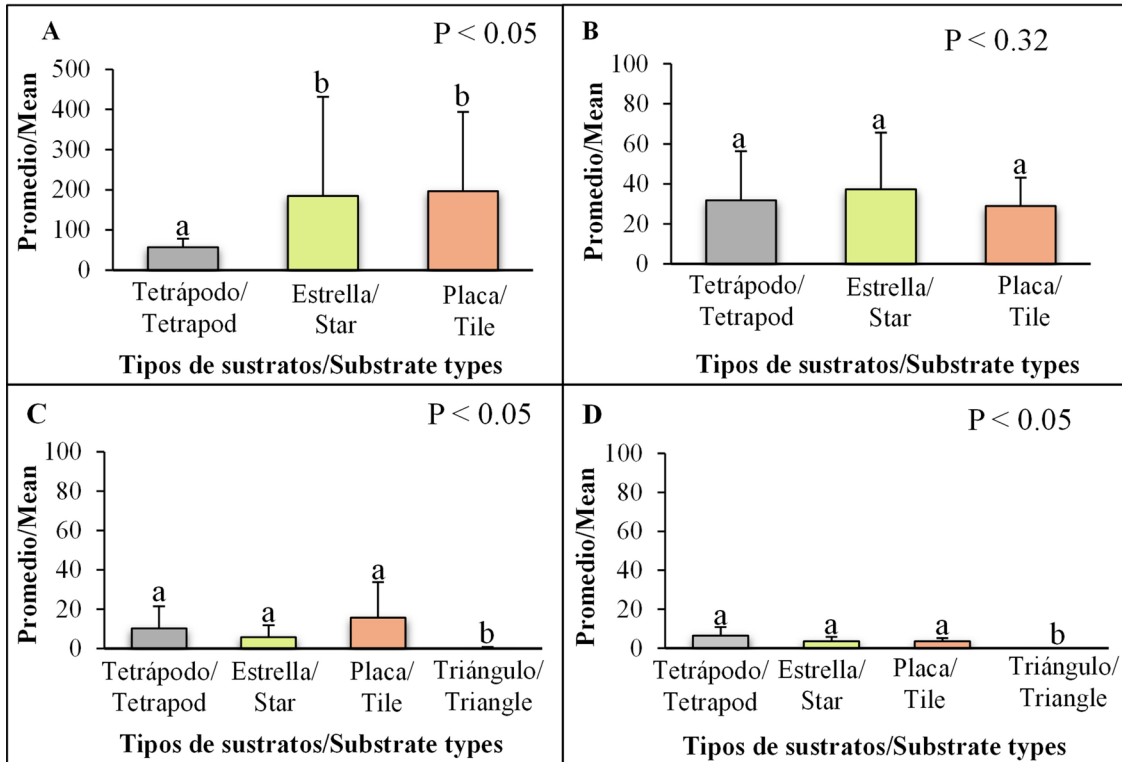 A
P < 0.05
Promedio/Mean
500
400
300
200
100
0
a
b
b
Tetrápodo/ Estrella/ Placa/
Tetrapod Star Tile
Tipos de sustratos/Substrate types
B
P < 0.32
Promedio/Mean
100
80
60
40
20
0
a
a
a
Tetrápodo/ Estrella/ Placa/
Tetrapod Star Tile
Tipos de sustratos/Substrate types
C
P < 0.05
Promedio/Mean
100
80
60
40
20
0
a
a
a
b
Tetrápodo/ Estrella/ Placa/ Triángulo/
Tetrapod Star Tile Triangle
Tipos de sustratos/Substrate types
D
P < 0.05
Promedio/Mean
100
80
60
40
20
0
a
a
a
b
Tetrápodo/ Estrella/ Placa/ Triángulo/
Tetrapod Star Tile Triangle
Tipos de sustratos/Substrate types